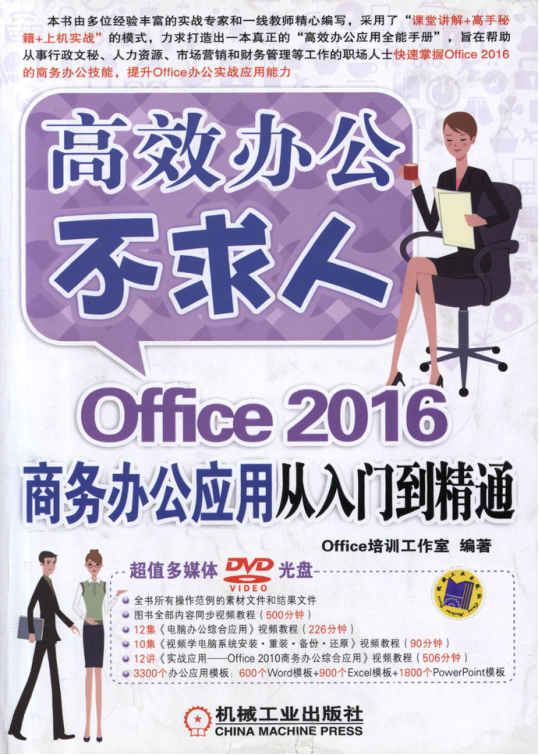 本书由多位经验丰富的实战专家和一线教师精心编写，采用了“课堂讲解+高手秘
籍+上机实战”的模式，力求打造出一本真正的“高效办公应用全能手册”，旨在帮助
从事行政文秘、人力资源、市场营销和财务管理等工作的职场人士快速掌握Office 2016
的商务办公技能，提升Office办公实战应用能力
高效办公
不求人
Office 2016
商务办公应用从入门到精通
Office培训工作室 编著
超值多媒体 DVD VIDEO 光盘
全书所有操作范例的素材文件和结果文件
图书全部内容同步视频教程（500分钟）
12集《电脑办公综合应用》视频教程（226分钟）
10集《视频学电脑系统安装·重装·备份·还原》视频教程（90分钟）
12讲《实战应用——Office 2010商务办公综合应用》视频教程（506分钟）
3300个办公应用模板：600个Word模板+900个Excel模板+1800个PowerPoint模板
机械工业出版社
CHINA MACHINE PRESS